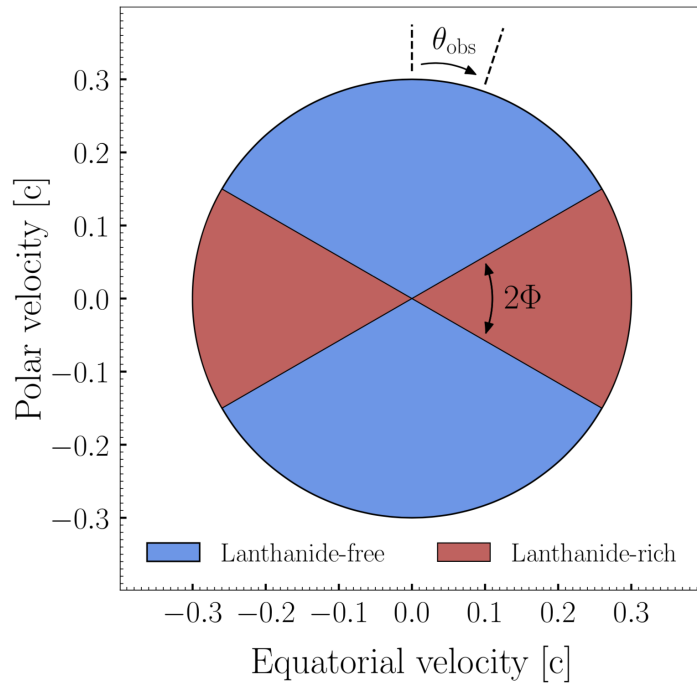 θobs
0.3
0.2
0.1
0.0
−0.1
−0.2
−0.3
Polar velocity [c]
2Φ
Lanthanide-free
Lanthanide-rich
−0.3 −0.2 −0.1 0.0 0.1 0.2 0.3
Equatorial velocity [c]